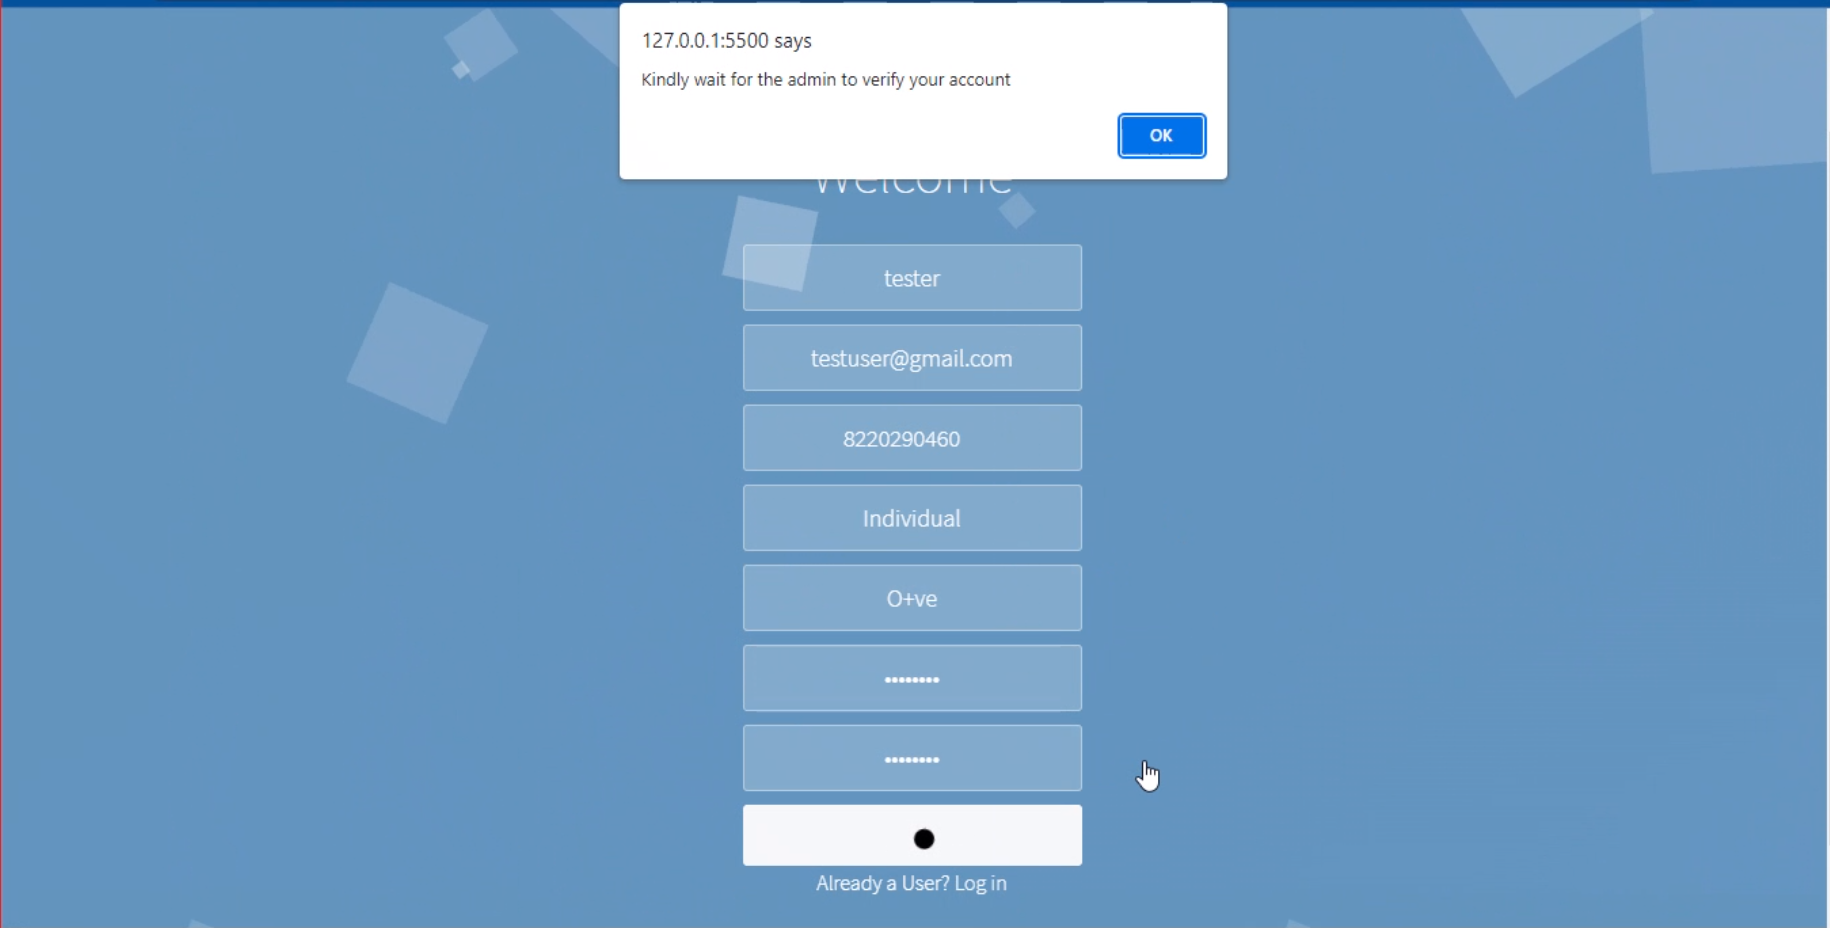 127.0.0.1:5500 says
Kindly wait for the admin to verify your account
OK
Welcome
tester
testuser@gmail.com
8220290460
Individual
O+ve
••••••••
••••••••
Already a User? Log in